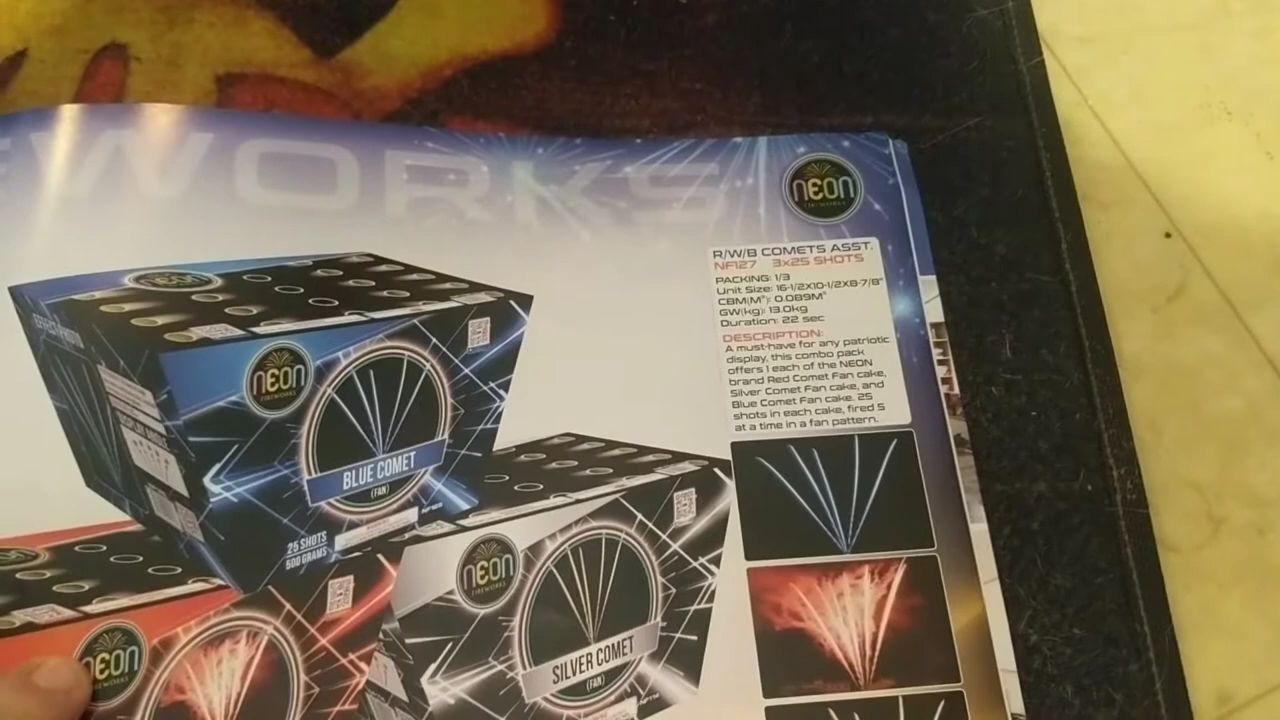 WORKS
NEON
FIREWORKS
R/W/B COMETS ASST.
NF127 3x25 SHOTS
PACKING: 1/3
Unit Size: 16-1/2X10-1/2X8-7/8"
CBM(M³): 0.089M³
GW(kg): 13.0kg
Duration: 22 sec
DESCRIPTION:
A must-have for any patriotic
display, this combo pack
offers 1 each of the NEON
brand Red Comet Fan cake,
Silver Comet Fan cake, and
Blue Comet Fan cake. 25
shots in each cake, fired 5
at a time in a fan pattern.
NEON
FIREWORKS
BLUE COMET
(FAN)
25 SHOTS
500 GRAMS
NEON
FIREWORKS
SILVER COMET
(FAN)
NEON
FIREWORKS